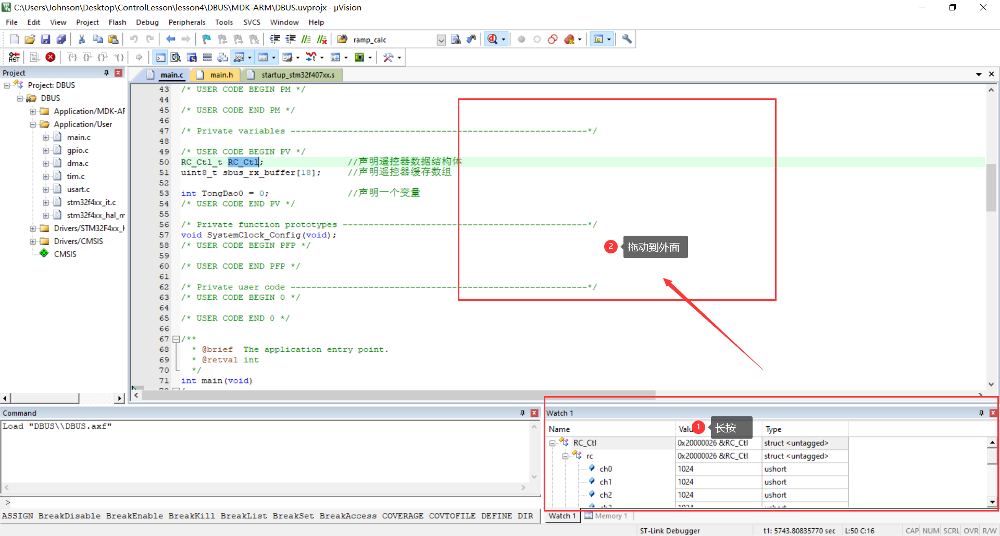 C:\Users\Johnson\Desktop\ControlLesson\lesson4\DBUS\MDK-ARM\DBUS.uvprojx - µVision
File Edit View Project Flash Debug Peripherals Tools SVCS Window Help
ramp_calc
RST
Project
main.c main.h startup_stm32f407xx.s
Project: DBUS
DBUS
Application/MDK-AR
Application/User
main.c
gpio.c
dma.c
tim.c
usart.c
stm32f4xx_it.c
stm32f4xx_hal_m
Drivers/STM32F4xx_H
Drivers/CMSIS
CMSIS
43 /* USER CODE BEGIN PM */
44
45 /* USER CODE END PM */
46
47 /* Private variables ---------------------------------------------------------*/
48
49 /* USER CODE BEGIN PV */
50 RC_Ctl_t RC_Ctl; //声明遥控器数据结构体
51 uint8_t sbus_rx_buffer[18]; //声明遥控器缓存数组
52
53 int TongDao0 = 0; //声明一个变量
54 /* USER CODE END PV */
55
56 /* Private function prototypes -----------------------------------------------*/
57 void SystemClock_Config(void);
58 /* USER CODE BEGIN PFP */
59
60 /* USER CODE END PFP */
61
62 /* Private user code ---------------------------------------------------------*/
63 /* USER CODE BEGIN 0 */
64
65 /* USER CODE END 0 */
66
67 /**
68 * @brief The application entry point.
69 * @retval int
70 */
71 int main(void)
2 拖动到外面
Command
Load "DBUS\\DBUS.axf"
>
ASSIGN BreakDisable BreakEnable BreakKill BreakList BreakSet BreakAccess COVERAGE COVTOFILE DEFINE DIR
Watch 1
1 长按
Name Valu Type
RC_Ctl 0x20000026 &RC_Ctl struct <untagged>
rc 0x20000026 &RC_Ctl struct <untagged>
ch0 1024 ushort
ch1 1024 ushort
ch2 1024 ushort
Watch 1 Memory 1
ST-Link Debugger t1: 5743.80835770 sec L:50 C:16 CAP NUM SCRL OVR R/W